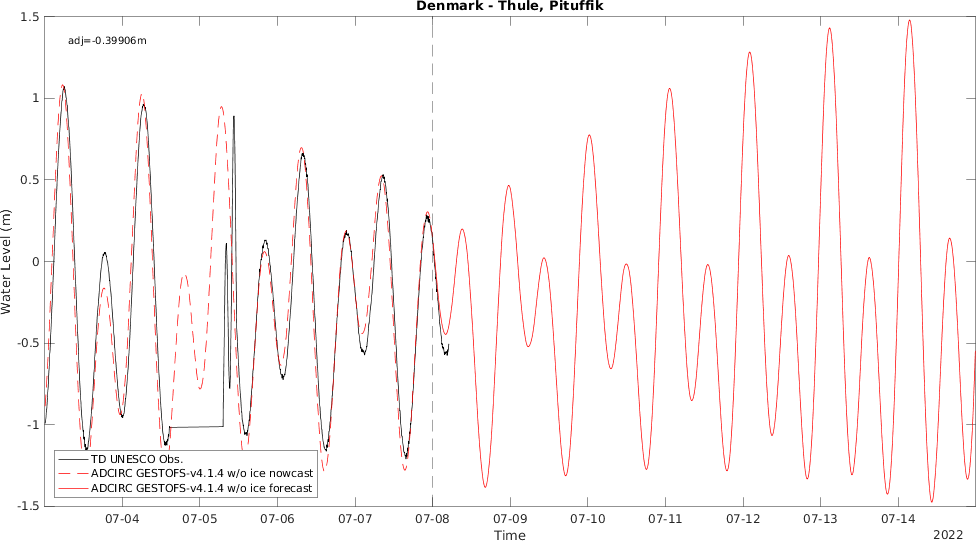 Denmark - Thule, Pituffik
adj=-0.39906m
1.5
1
0.5
0
-0.5
-1
-1.5
Water Level (m)
TD UNESCO Obs.
ADCIRC GESTOFS-v4.1.4 w/o ice nowcast
ADCIRC GESTOFS-v4.1.4 w/o ice forecast
07-04 07-05 07-06 07-07 07-08 07-09 07-10 07-11 07-12 07-13 07-14
Time
2022